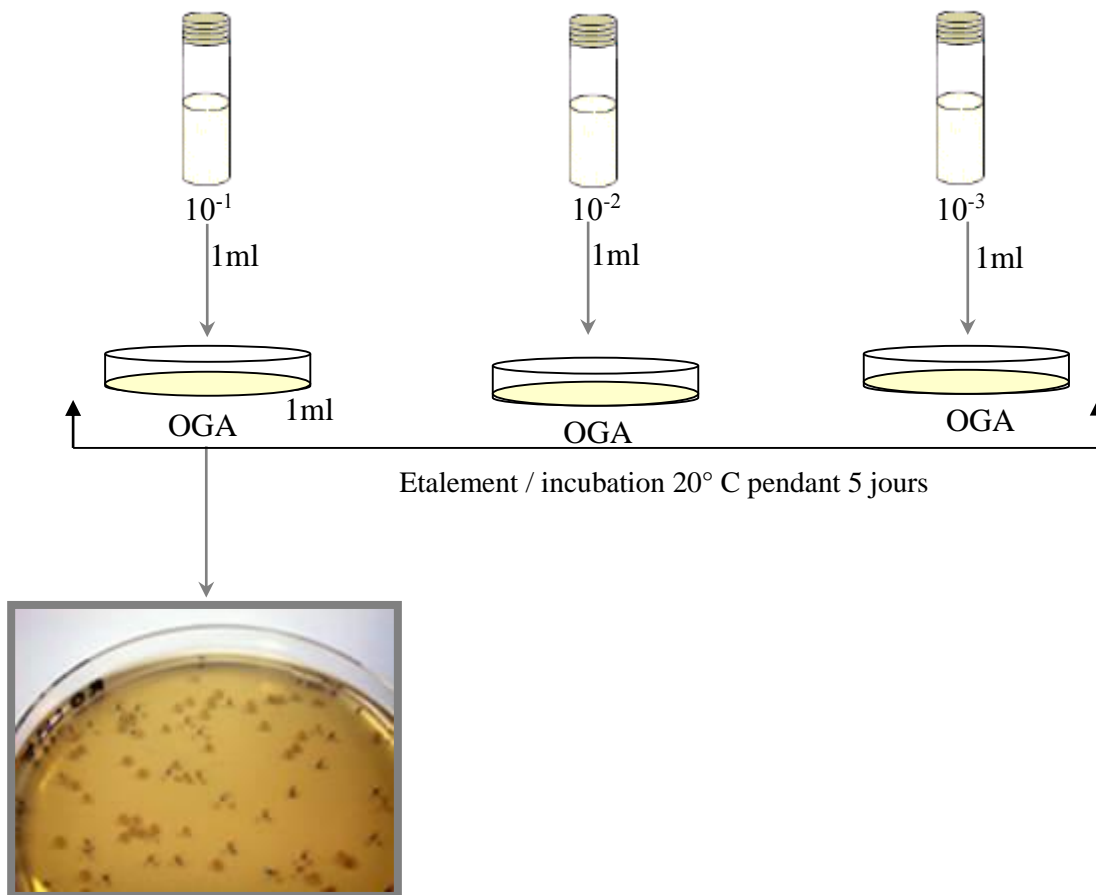 10⁻¹ 10⁻² 10⁻³
1ml 1ml 1ml
1ml
OGA OGA OGA
Etalement / incubation 20° C pendant 5 jours